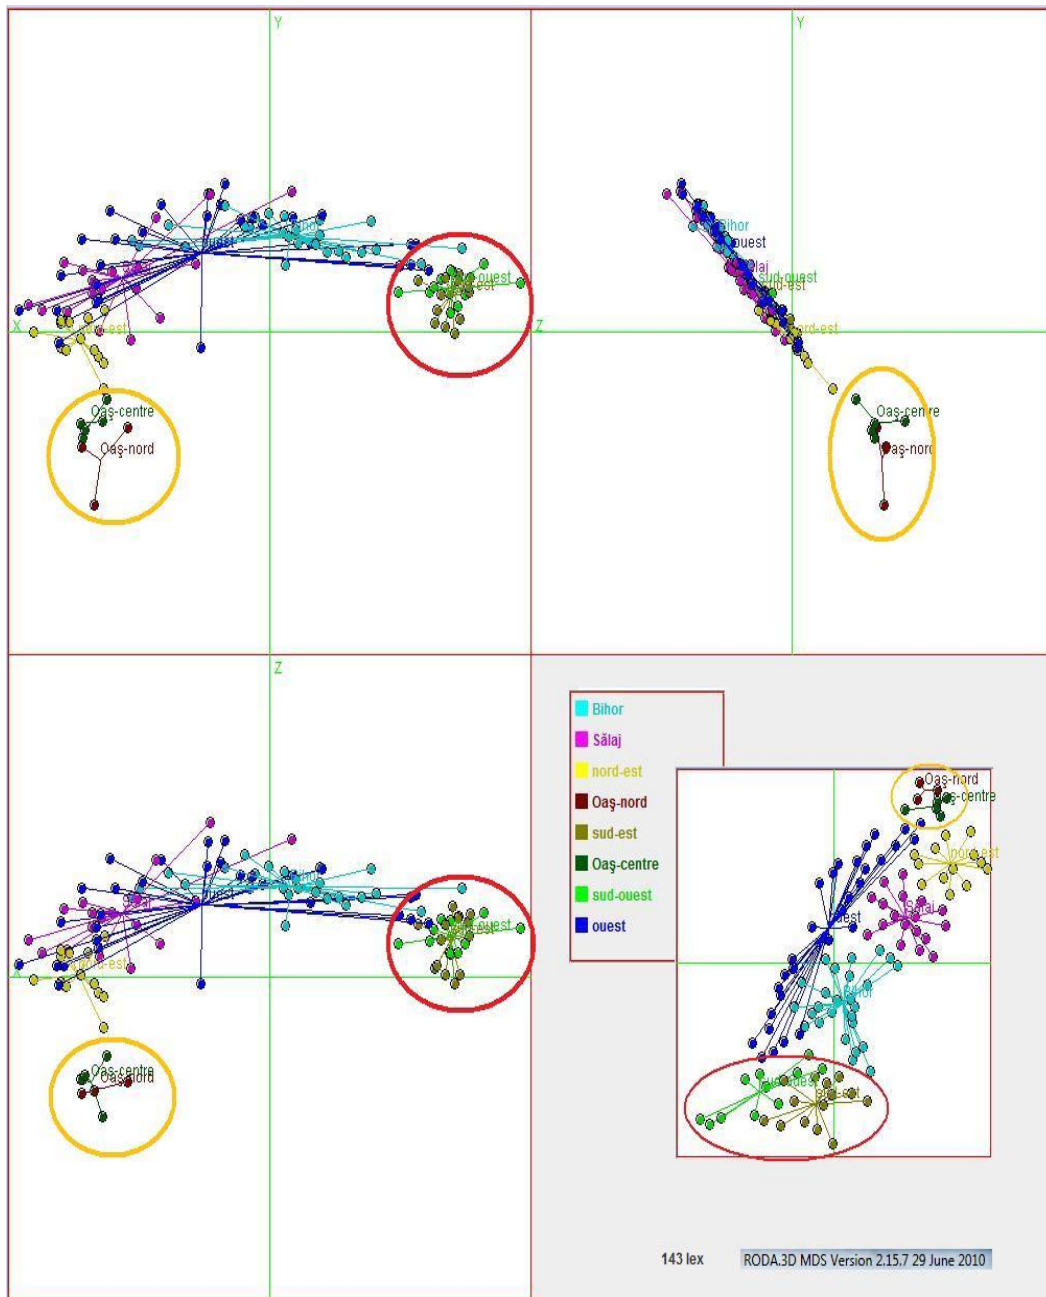 Y
Y
Bihor
ouest
Bihor
ouest
Sălaj
sud-ouest
sud-est
X
nord-est
Z
nord-est
Oaş-centre
Oaş-nord
Oaş-centre
Oaş-nord
Z
Bihor
Sălaj
nord-est
Oaş-nord
sud-est
Oaş-centre
sud-ouest
ouest
X
nord-est
Oaş-centre
Oaş-nord
Oaş-nord
Oaş-centre
nord-est
Sălaj
ouest
Bihor
sud-ouest
sud-est
143 lex
RODA.3D MDS Version 2.15.7 29 June 2010